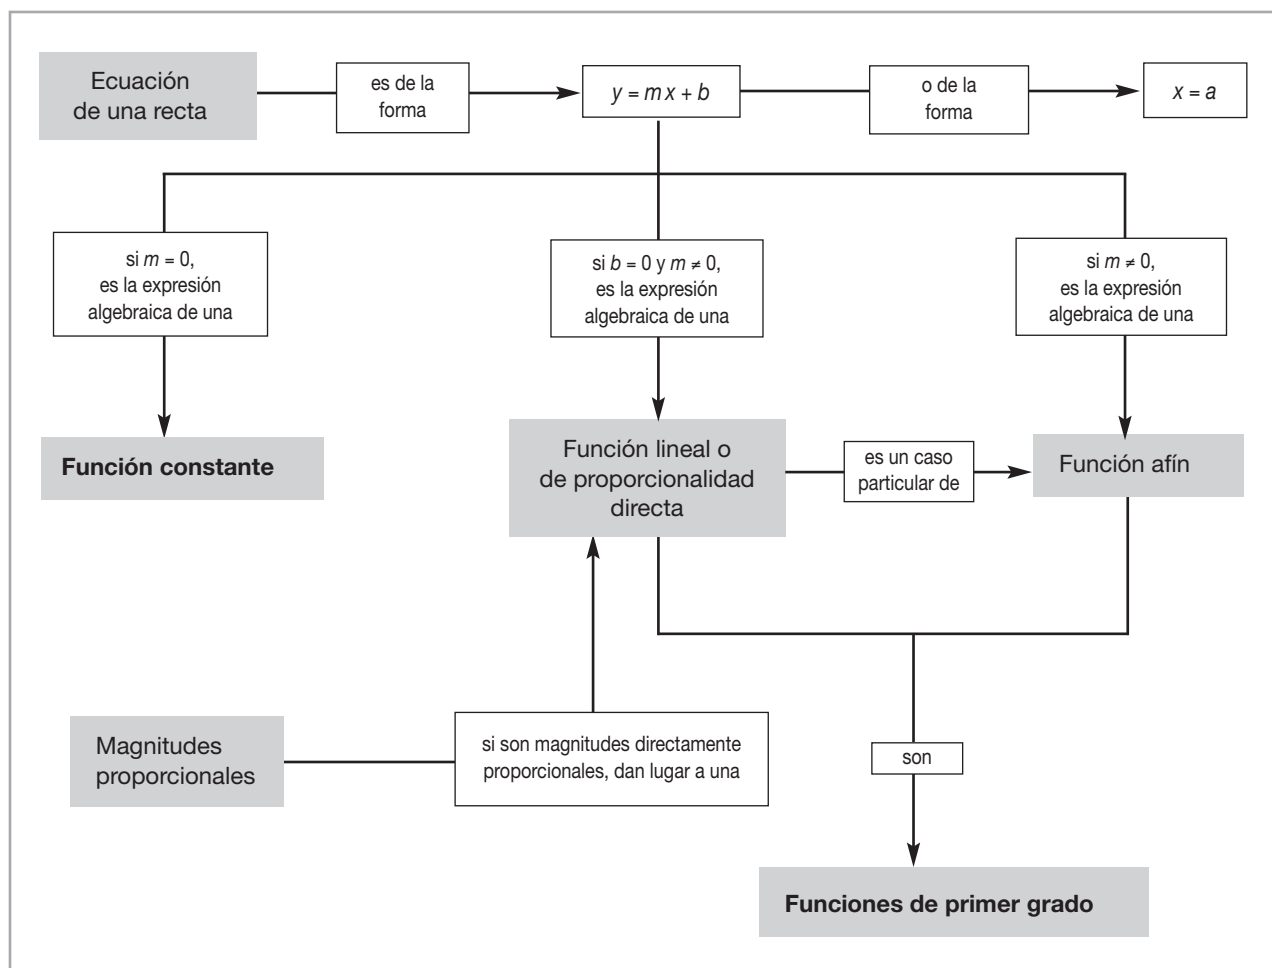 Ecuación
de una recta
es de la
forma
y = mx + b
o de la
forma
x = a
si m = 0,
es la expresión
algebraica de una
si b = 0 y m ≠ 0,
es la expresión
algebraica de una
si m ≠ 0,
es la expresión
algebraica de una
Función constante
Función lineal o
de proporcionalidad
directa
es un caso
particular de
Función afín
Magnitudes
proporcionales
si son magnitudes directamente
proporcionales, dan lugar a una
son
Funciones de primer grado